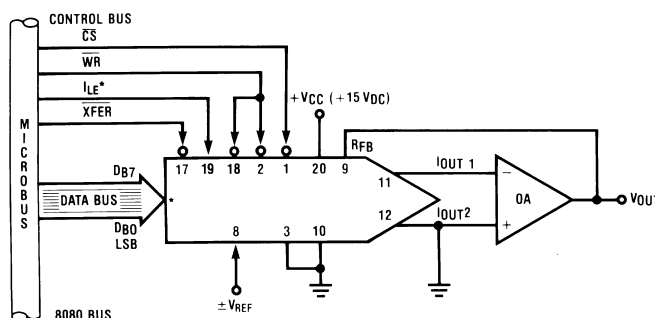 CONTROL BUS
CS
WR
ILE*
XFER
+VCC (+15 VDC)
RFB
17 19 18 2 1 20 9
11
IOUT 1
−
OA
VOUT
MICROBUS
DB7
DATA BUS
*
DB0
LSB
12
IOUT2
+
8 3 10
±VREF
8080 BUS